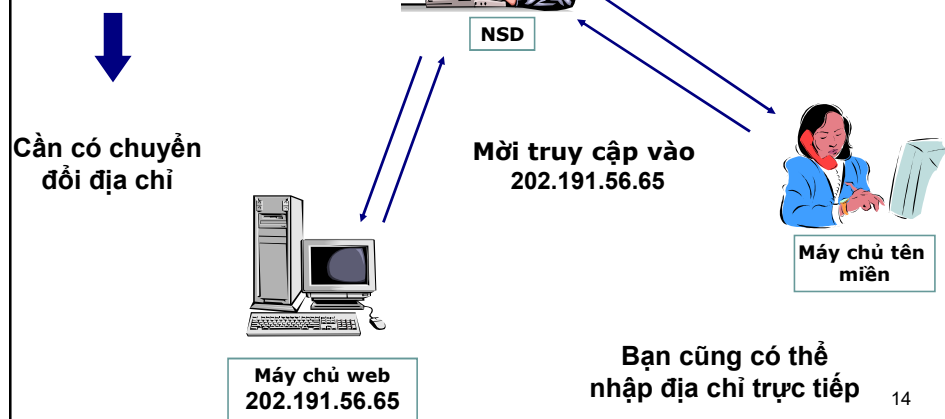 NSD
Cần có chuyển
đổi địa chỉ
Mời truy cập vào
202.191.56.65
Máy chủ tên
miền
Máy chủ web
202.191.56.65
Bạn cũng có thể
nhập địa chỉ trực tiếp
14